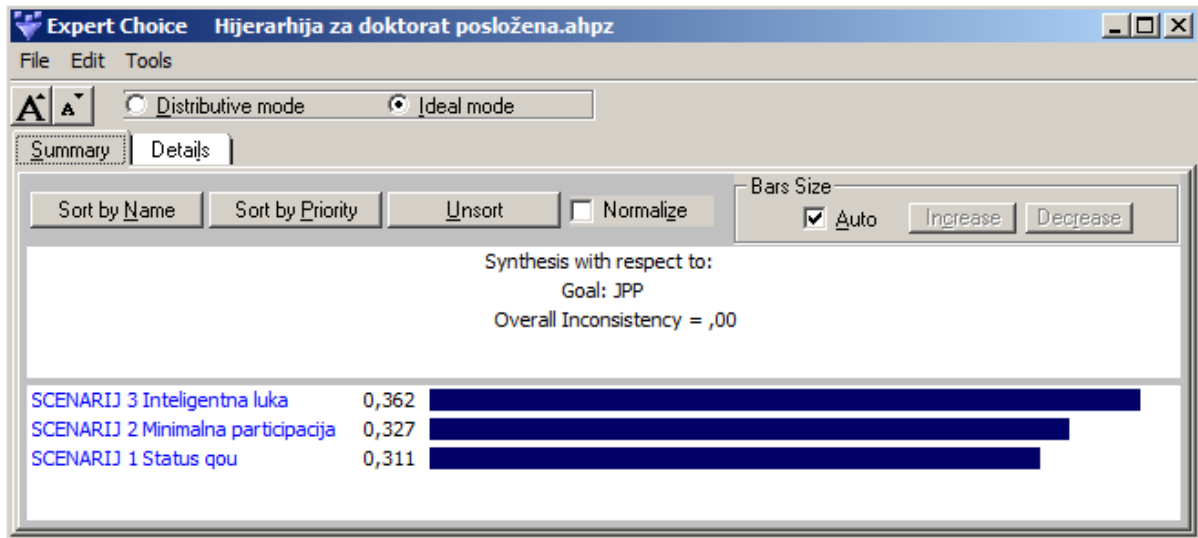 Expert Choice Hijerarhija za doktorat posložena.ahpz
File Edit Tools
A A Distributive mode Ideal mode
Summary Details
Bars Size
Sort by Name Sort by Priority Unsort Normalize Auto Increase Decrease
Synthesis with respect to:
Goal: JPP
Overall Inconsistency = ,00
SCENARIJ 3 Inteligentna luka 0,362
SCENARIJ 2 Minimalna participacija 0,327
SCENARIJ 1 Status qou 0,311